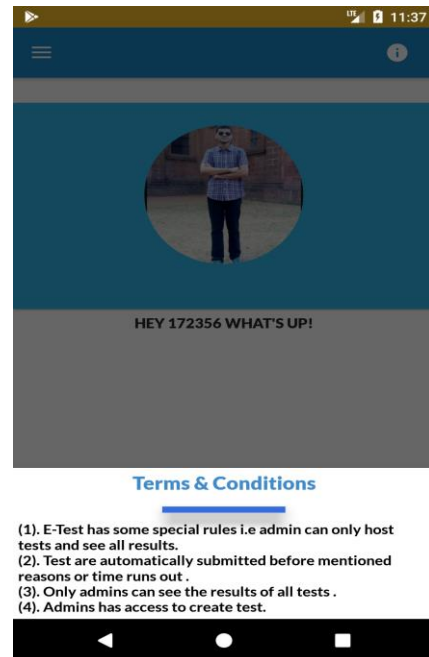 LTE 11:37
HEY 172356 WHAT'S UP!
Terms & Conditions
(1). E-Test has some special rules i.e admin can only host
tests and see all results.
(2). Test are automatically submitted before mentioned
reasons or time runs out .
(3). Only admins can see the results of all tests .
(4). Admins has access to create test.